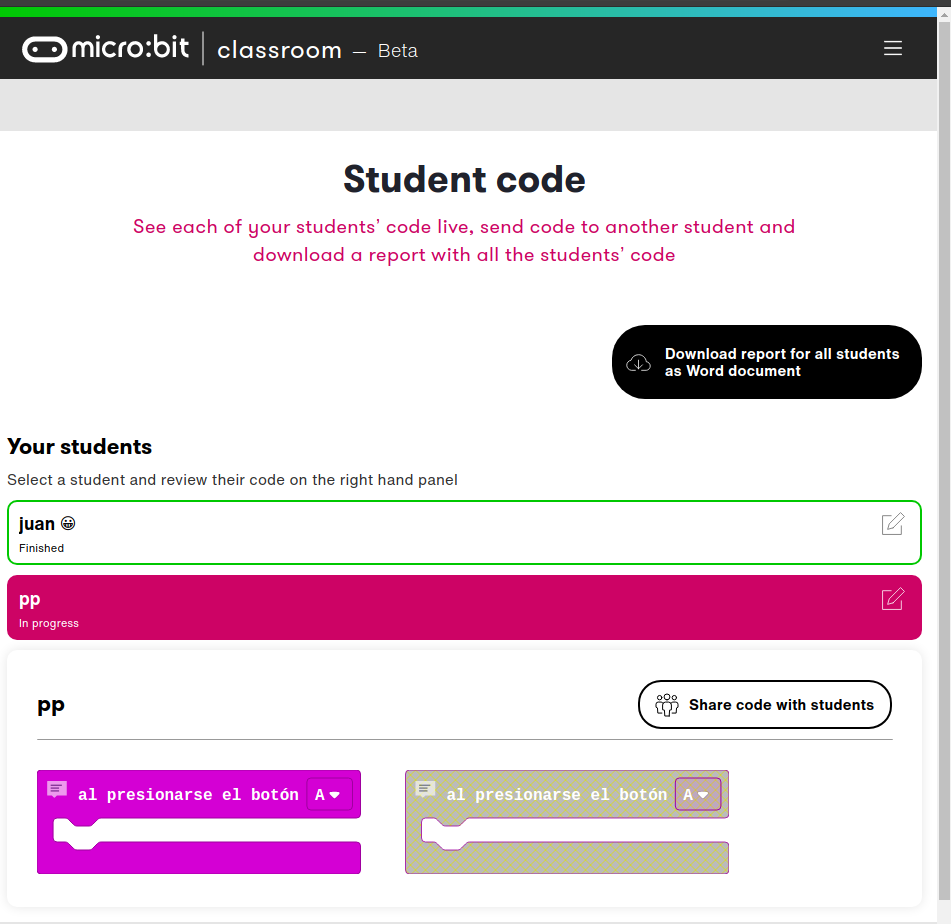 micro:bit classroom – Beta
Student code
See each of your students’ code live, send code to another student and
download a report with all the students’ code
Download report for all students
as Word document
Your students
Select a student and review their code on the right hand panel
juan 😀
Finished
pp
In progress
pp
Share code with students
al presionarse el botón A
al presionarse el botón A